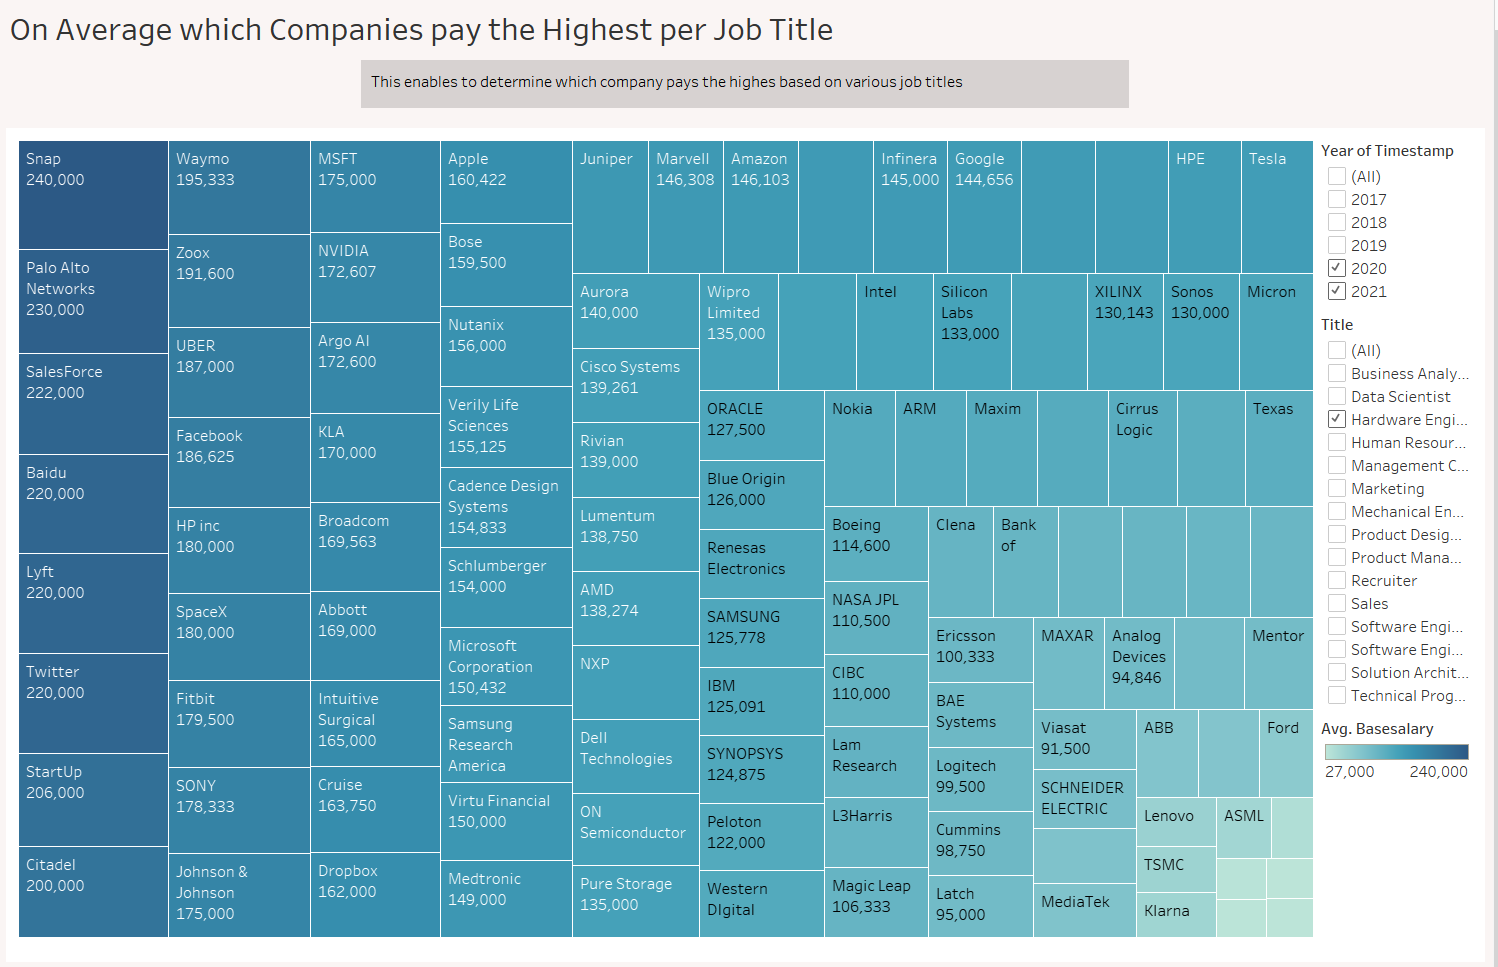 On Average which Companies pay the Highest per Job Title
This enables to determine which company pays the highes based on various job titles
Snap
240,000
Palo Alto
Networks
230,000
SalesForce
222,000
Baidu
220,000
Lyft
220,000
Twitter
220,000
StartUp
206,000
Citadel
200,000
Waymo
195,333
Zoox
191,600
UBER
187,000
Facebook
186,625
HP inc
180,000
SpaceX
180,000
Fitbit
179,500
SONY
178,333
Johnson &
Johnson
175,000
MSFT
175,000
NVIDIA
172,607
Argo AI
172,600
KLA
170,000
Broadcom
169,563
Abbott
169,000
Intuitive
Surgical
165,000
Cruise
163,750
Dropbox
162,000
Apple
160,422
Bose
159,500
Nutanix
156,000
Verily Life
Sciences
155,125
Cadence Design
Systems
154,833
Schlumberger
154,000
Microsoft
Corporation
150,432
Samsung
Research
America
Virtu Financial
150,000
Medtronic
149,000
Juniper
Marvell
146,308
Amazon
146,103
Infinera
145,000
Google
144,656
HPE
Tesla
Aurora
140,000
Cisco Systems
139,261
Rivian
139,000
Lumentum
138,750
AMD
138,274
NXP
Dell
Technologies
ON
Semiconductor
Pure Storage
135,000
Wipro
Limited
135,000
Intel
Silicon
Labs
133,000
XILINX
130,143
Sonos
130,000
Micron
ORACLE
127,500
Blue Origin
126,000
Renesas
Electronics
SAMSUNG
125,778
IBM
125,091
SYNOPSYS
124,875
Peloton
122,000
Western
DIgital
Nokia
ARM
Maxim
Cirrus
Logic
Texas
Boeing
114,600
NASA JPL
110,500
CIBC
110,000
Lam
Research
L3Harris
Magic Leap
106,333
Clena
Bank
of
Ericsson
100,333
BAE
Systems
Logitech
99,500
Cummins
98,750
Latch
95,000
MAXAR
Analog
Devices
94,846
Mentor
Viasat
91,500
SCHNEIDER
ELECTRIC
MediaTek
ABB
Ford
Lenovo
TSMC
Klarna
ASML
Year of Timestamp
(All)
2017
2018
2019
2020
2021
Title
(All)
Business Analy...
Data Scientist
Hardware Engi...
Human Resour...
Management C...
Marketing
Mechanical En...
Product Desig...
Product Mana...
Recruiter
Sales
Software Engi...
Software Engi...
Solution Archit...
Technical Prog...
Avg. Basesalary
27,000 240,000